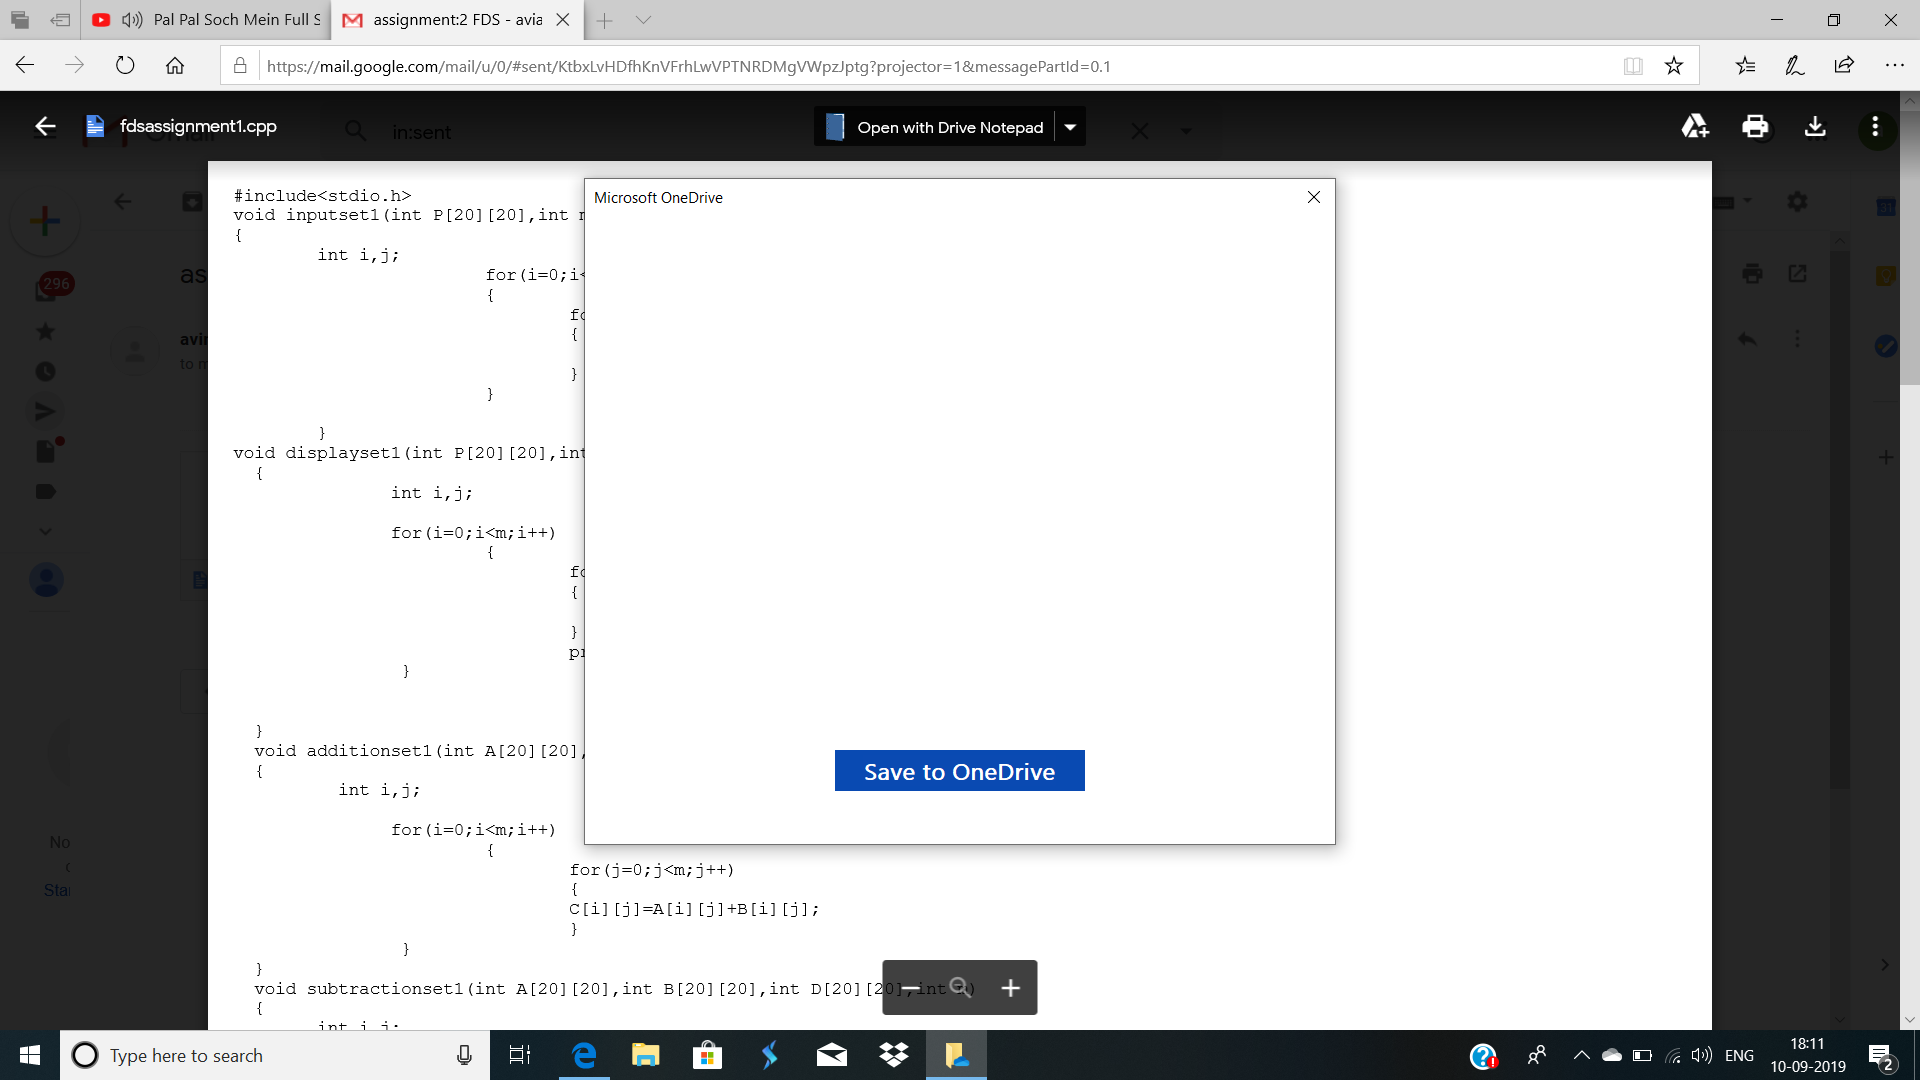 Pal Pal Soch Mein Full S
assignment:2 FDS - avia
https://mail.google.com/mail/u/0/#sent/KtbxLvHDfhKnVFrhLwVPTNRDMgVWpzJptg?projector=1&messagePartId=0.1
fdsassignment1.cpp
in:sent
Open with Drive Notepad
#include<stdio.h>
void inputset1(int P[20][20],int
{
int i,j;
for(i=0;i<
{
{
}
}
}
void displayset1(int P[20][20],int
{
int i,j;
for(i=0;i<m;i++)
{
{
}
}
}
void additionset1(int A[20][20],
{
int i,j;
for(i=0;i<m;i++)
{
for(j=0;j<m;j++)
{
C[i][j]=A[i][j]+B[i][j];
}
}
}
void subtractionset1(int A[20][20],int B[20][20],int D[20][20],int
{
int i,j;
Microsoft OneDrive
Save to OneDrive
296
Type here to search
ENG
18:11
10-09-2019
2